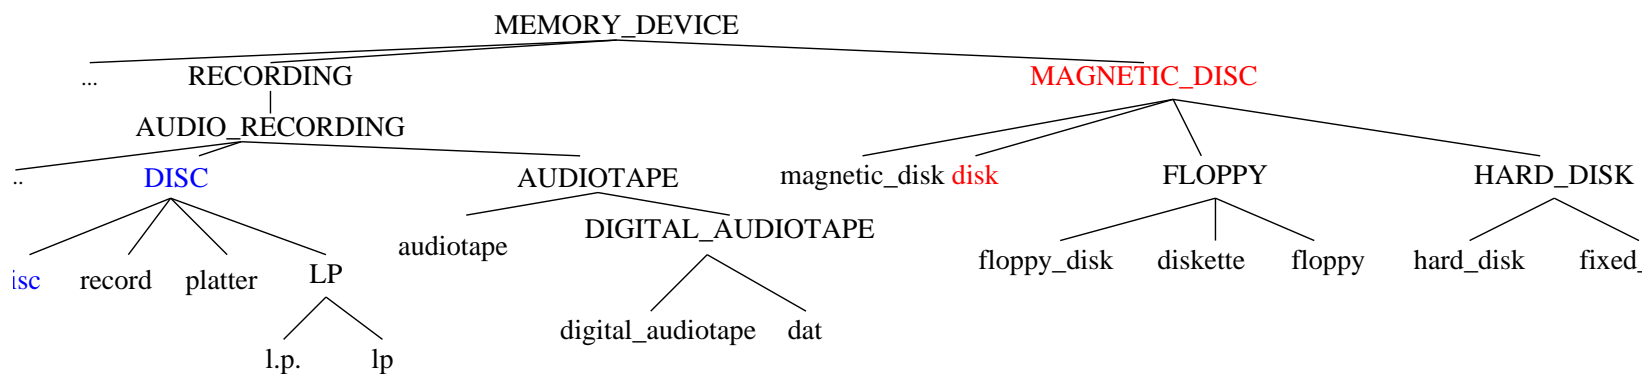 MEMORY_DEVICE
... RECORDING MAGNETIC_DISC
AUDIO_RECORDING
.. DISC AUDIOTAPE magnetic_disk disk FLOPPY HARD_DISK
audiotape DIGITAL_AUDIOTAPE floppy_disk diskette floppy hard_disk fixed_
isc record platter LP
digital_audiotape dat
l.p. lp